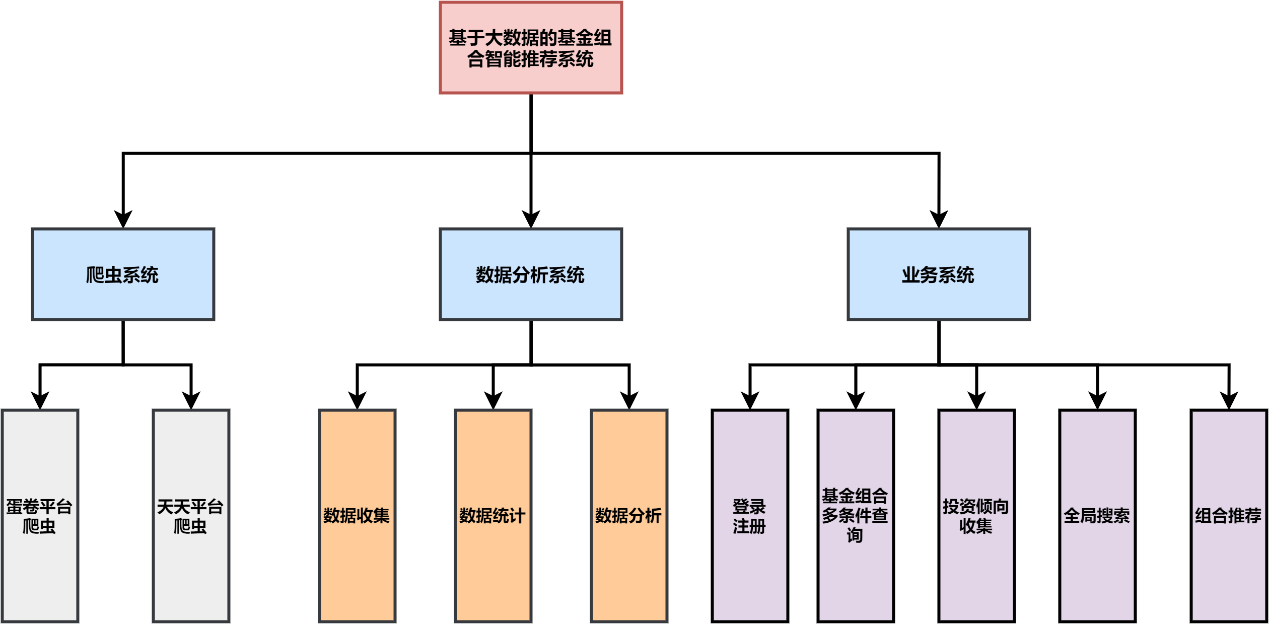 基于大数据的基金组
合智能推荐系统
爬虫系统
数据分析系统
业务系统
蛋卷平台
爬虫
天天平台
爬虫
数据收集
数据统计
数据分析
登录
注册
基金组合
多条件查
询
投资倾向
收集
全局搜索
组合推荐